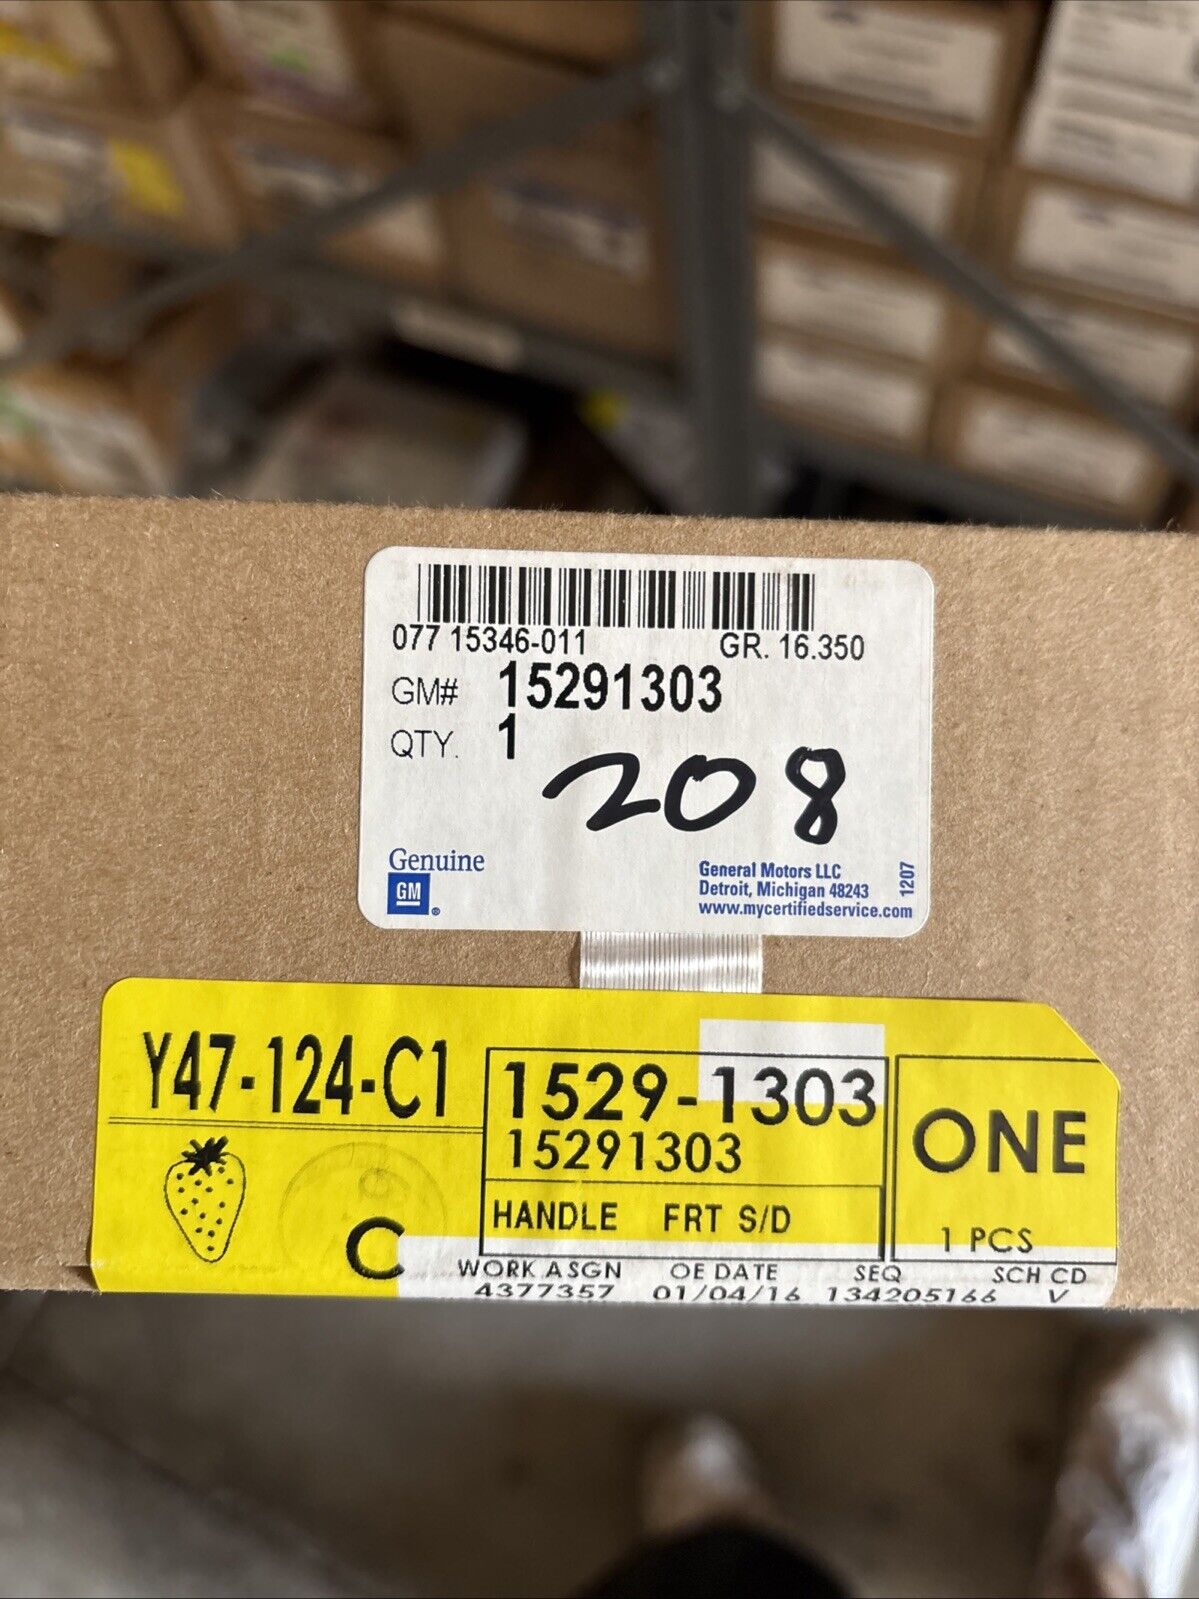 077 15346-011 GR. 16.350
GM# 15291303
QTY. 1
208
Genuine
GM
®
General Motors LLC
Detroit, Michigan 48243
www.mycertifiedservice.com
1207
Y47-124-C1
C
1529-1303
15291303
HANDLE FRT S/D
ONE
1 PCS
WORK ASGN OE DATE SEQ SCH CD
4377357 01/04/16 134205166 V